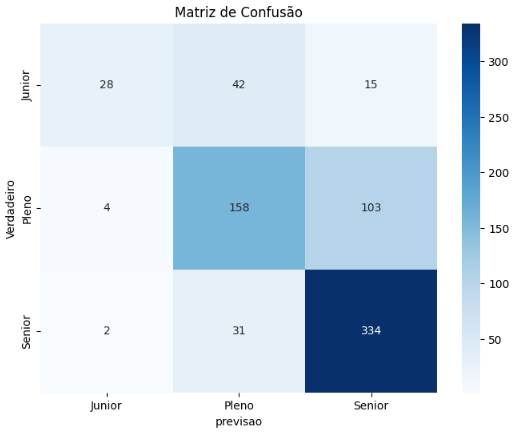 Matriz de Confusão
Junior 28 42 15
Pleno 4 158 103
Senior 2 31 334
Verdadeiro
Junior Pleno Senior
previsao
300
250
200
150
100
50